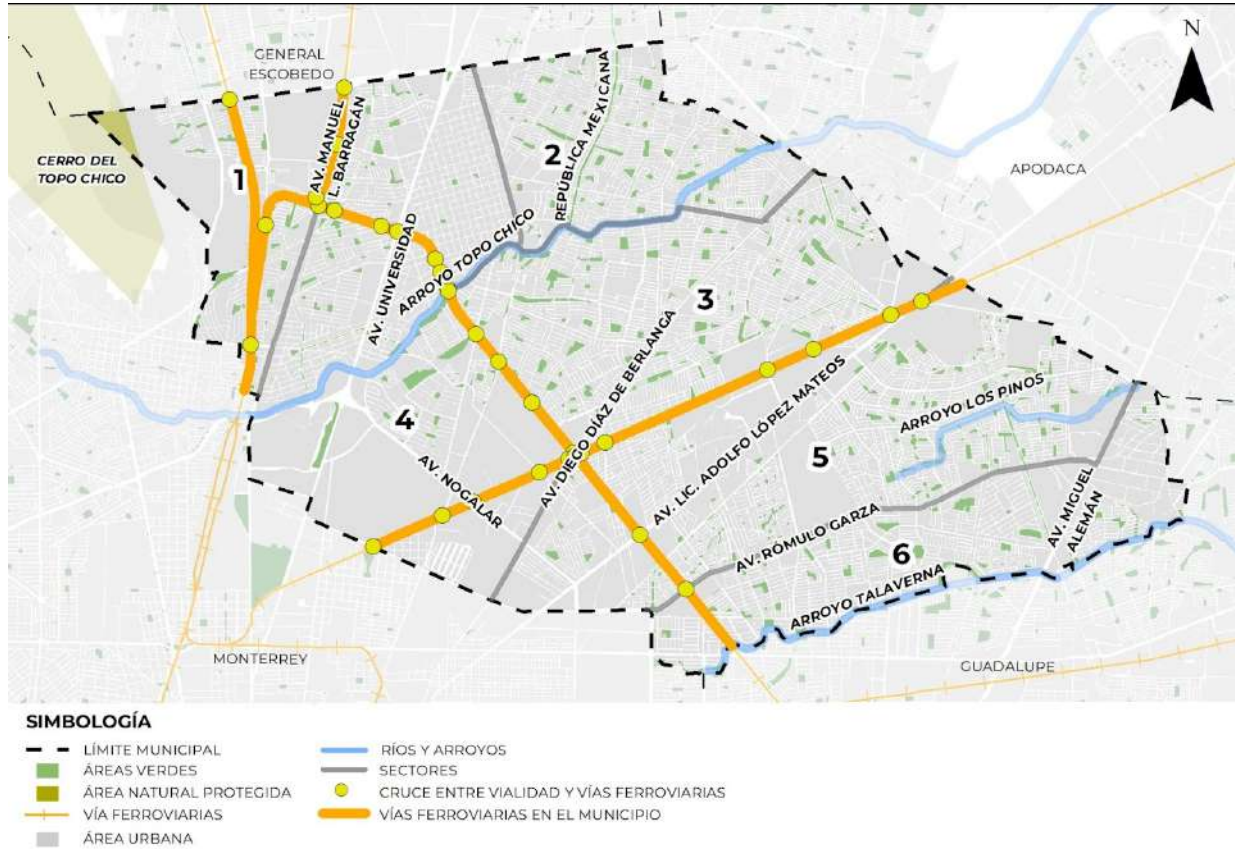 N
GENERAL
ESCOBEDO
CERRO DEL
TOPO CHICO
1
AV. MANUEL
L. BARRAGÁN
2
REPÚBLICA MEXICANA
APODACA
AV. UNIVERSIDAD
ARROYO TOPO CHICO
3
AV. DIEGO DÍAZ DE BERLANGA
AV. LIC. ADOLFO LÓPEZ MATEOS
ARROYO LOS PINOS
4
AV. NOGALAR
5
AV. RÓMULO GARZA
AV. MIGUEL
ALEMÁN
6
ARROYO TALAVERNA
MONTERREY
GUADALUPE
SIMBOLOGÍA
LÍMITE MUNICIPAL
ÁREAS VERDES
ÁREA NATURAL PROTEGIDA
VÍA FERROVIARIAS
ÁREA URBANA
RÍOS Y ARROYOS
SECTORES
CRUCE ENTRE VIALIDAD Y VÍAS FERROVIARIAS
VÍAS FERROVIARIAS EN EL MUNICIPIO